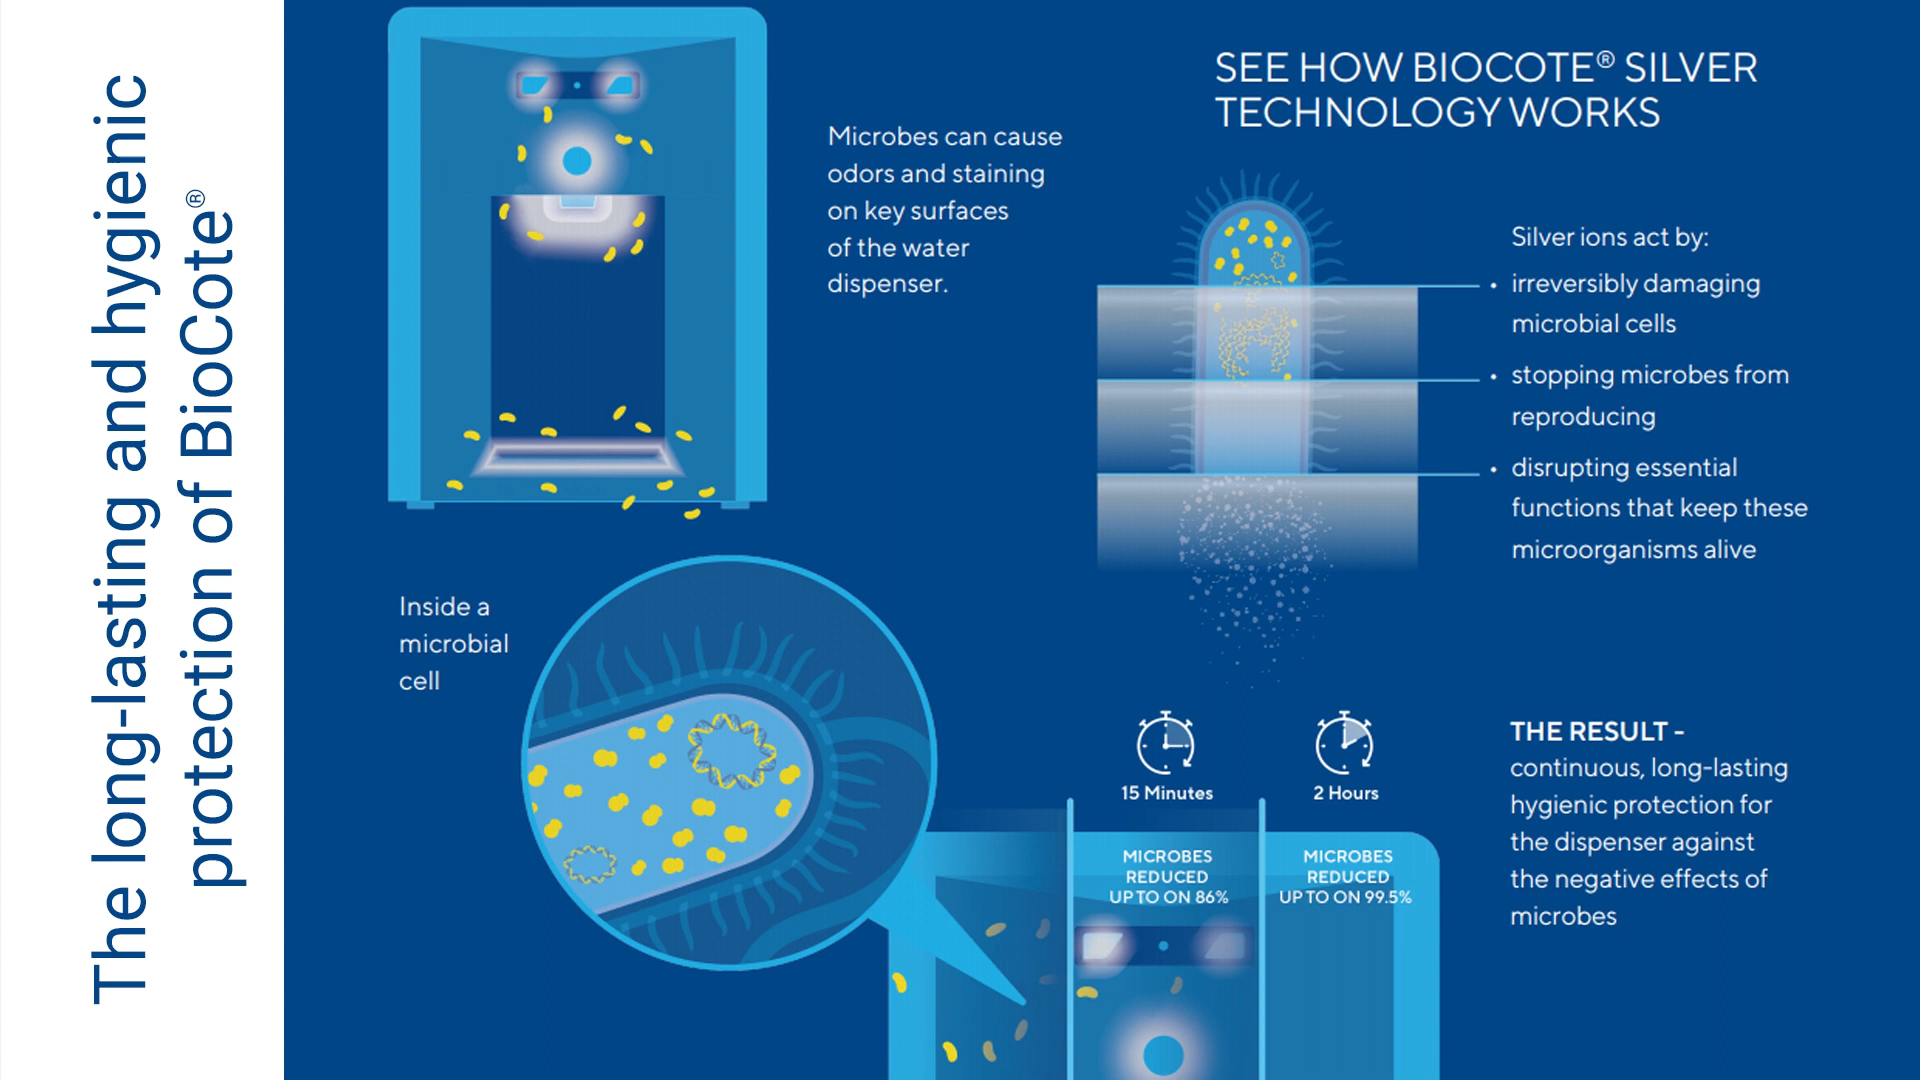 The long-lasting and hygienic
protection of BioCote®
Microbes can cause
odors and staining
on key surfaces
of the water
dispenser.
SEE HOW BIOCOTE® SILVER
TECHNOLOGY WORKS
Silver ions act by:
• irreversibly damaging
microbial cells
• stopping microbes from
reproducing
• disrupting essential
functions that keep these
microorganisms alive
Inside a
microbial
cell
15 Minutes
MICROBES
REDUCED
UP TO ON 86%
2 Hours
MICROBES
REDUCED
UP TO ON 99.5%
THE RESULT -
continuous, long-lasting
hygienic protection for
the dispenser against
the negative effects of
microbes